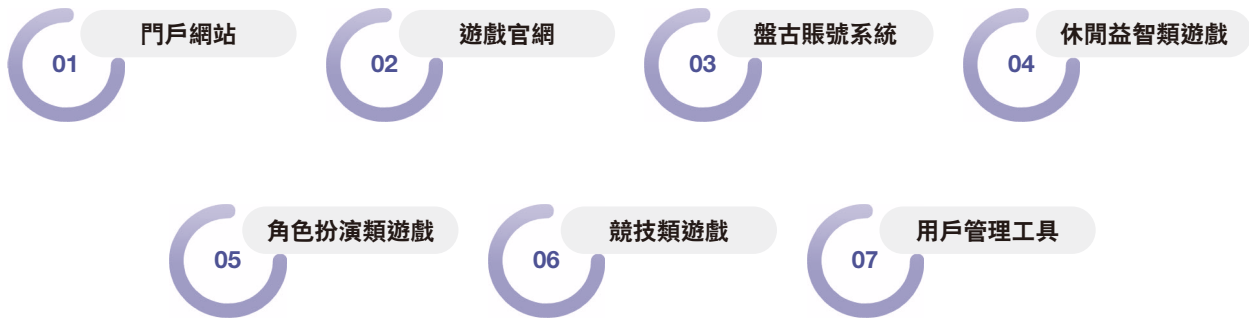 01
門戶網站
02
遊戲官網
03
盤古賬號系統
04
休閒益智類遊戲
05
角色扮演類遊戲
06
競技類遊戲
07
用戶管理工具